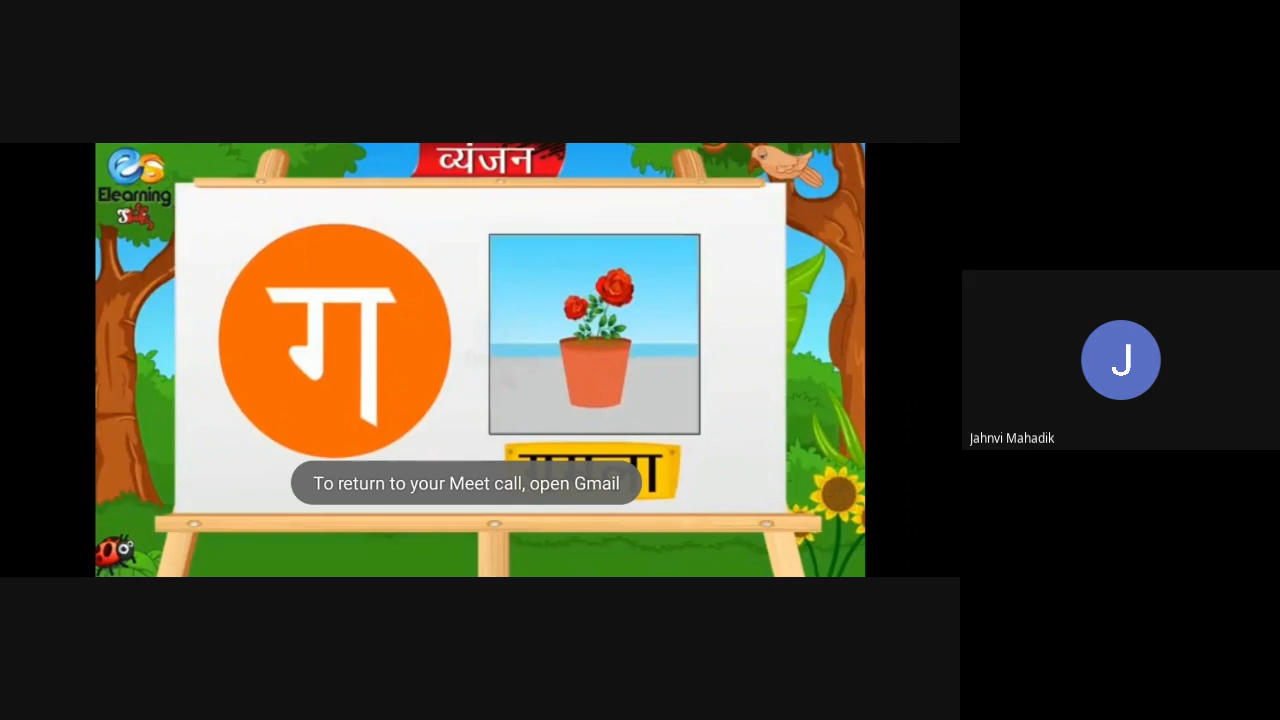 व्यंजन
Elearning
ग
To return to your Meet call, open Gmail
J
Jahnvi Mahadik